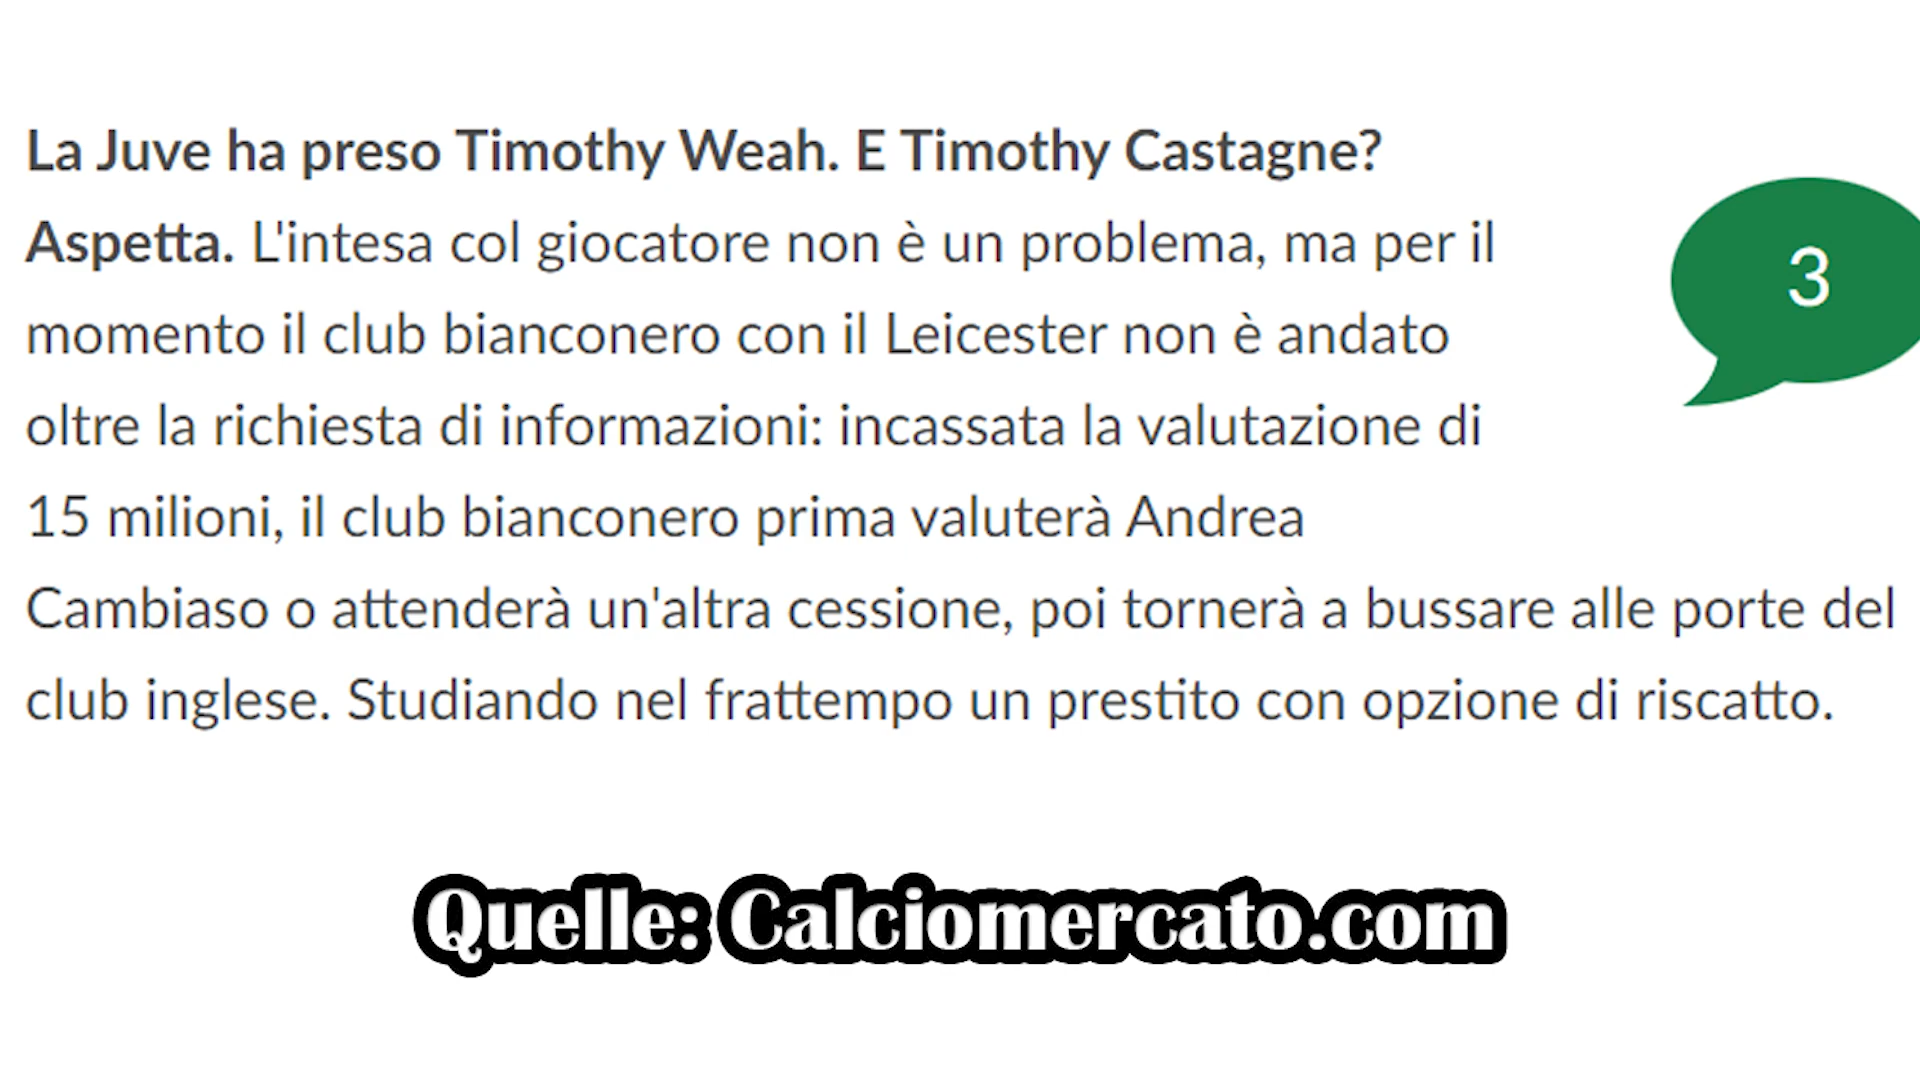 La Juve ha preso Timothy Weah. E Timothy Castagne?
Aspetta. L'intesa col giocatore non è un problema, ma per il
momento il club bianconero con il Leicester non è andato
oltre la richiesta di informazioni: incassata la valutazione di
15 milioni, il club bianconero prima valuterà Andrea
Cambiaso o attenderà un'altra cessione, poi tornerà a bussare alle porte del
club inglese. Studiando nel frattempo un prestito con opzione di riscatto.
3
Quelle: Calciomercato.com